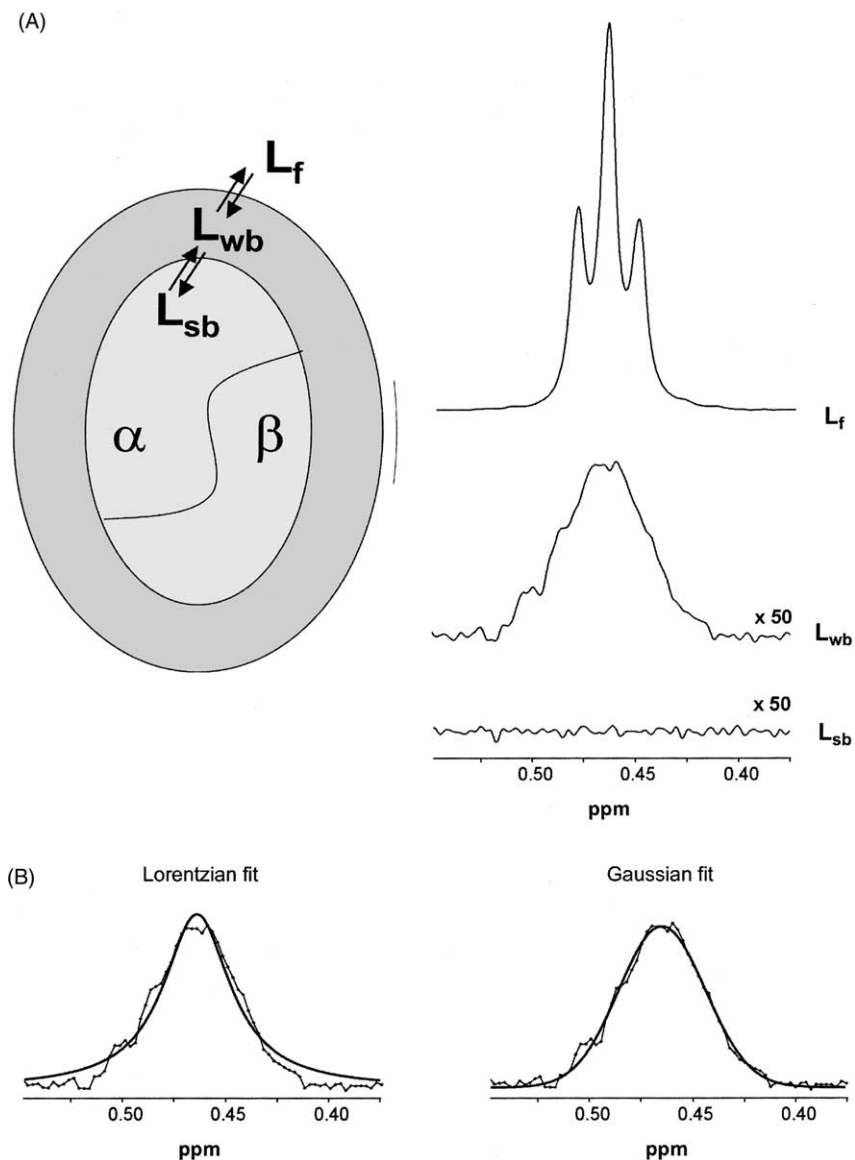 (A)
L_f
L_wb
L_sb
α
β
L_f
x 50
L_wb
x 50
L_sb
0.50 0.45 0.40
ppm
(B)
Lorentzian fit
Gaussian fit
0.50 0.45 0.40
0.50 0.45 0.40
ppm
ppm